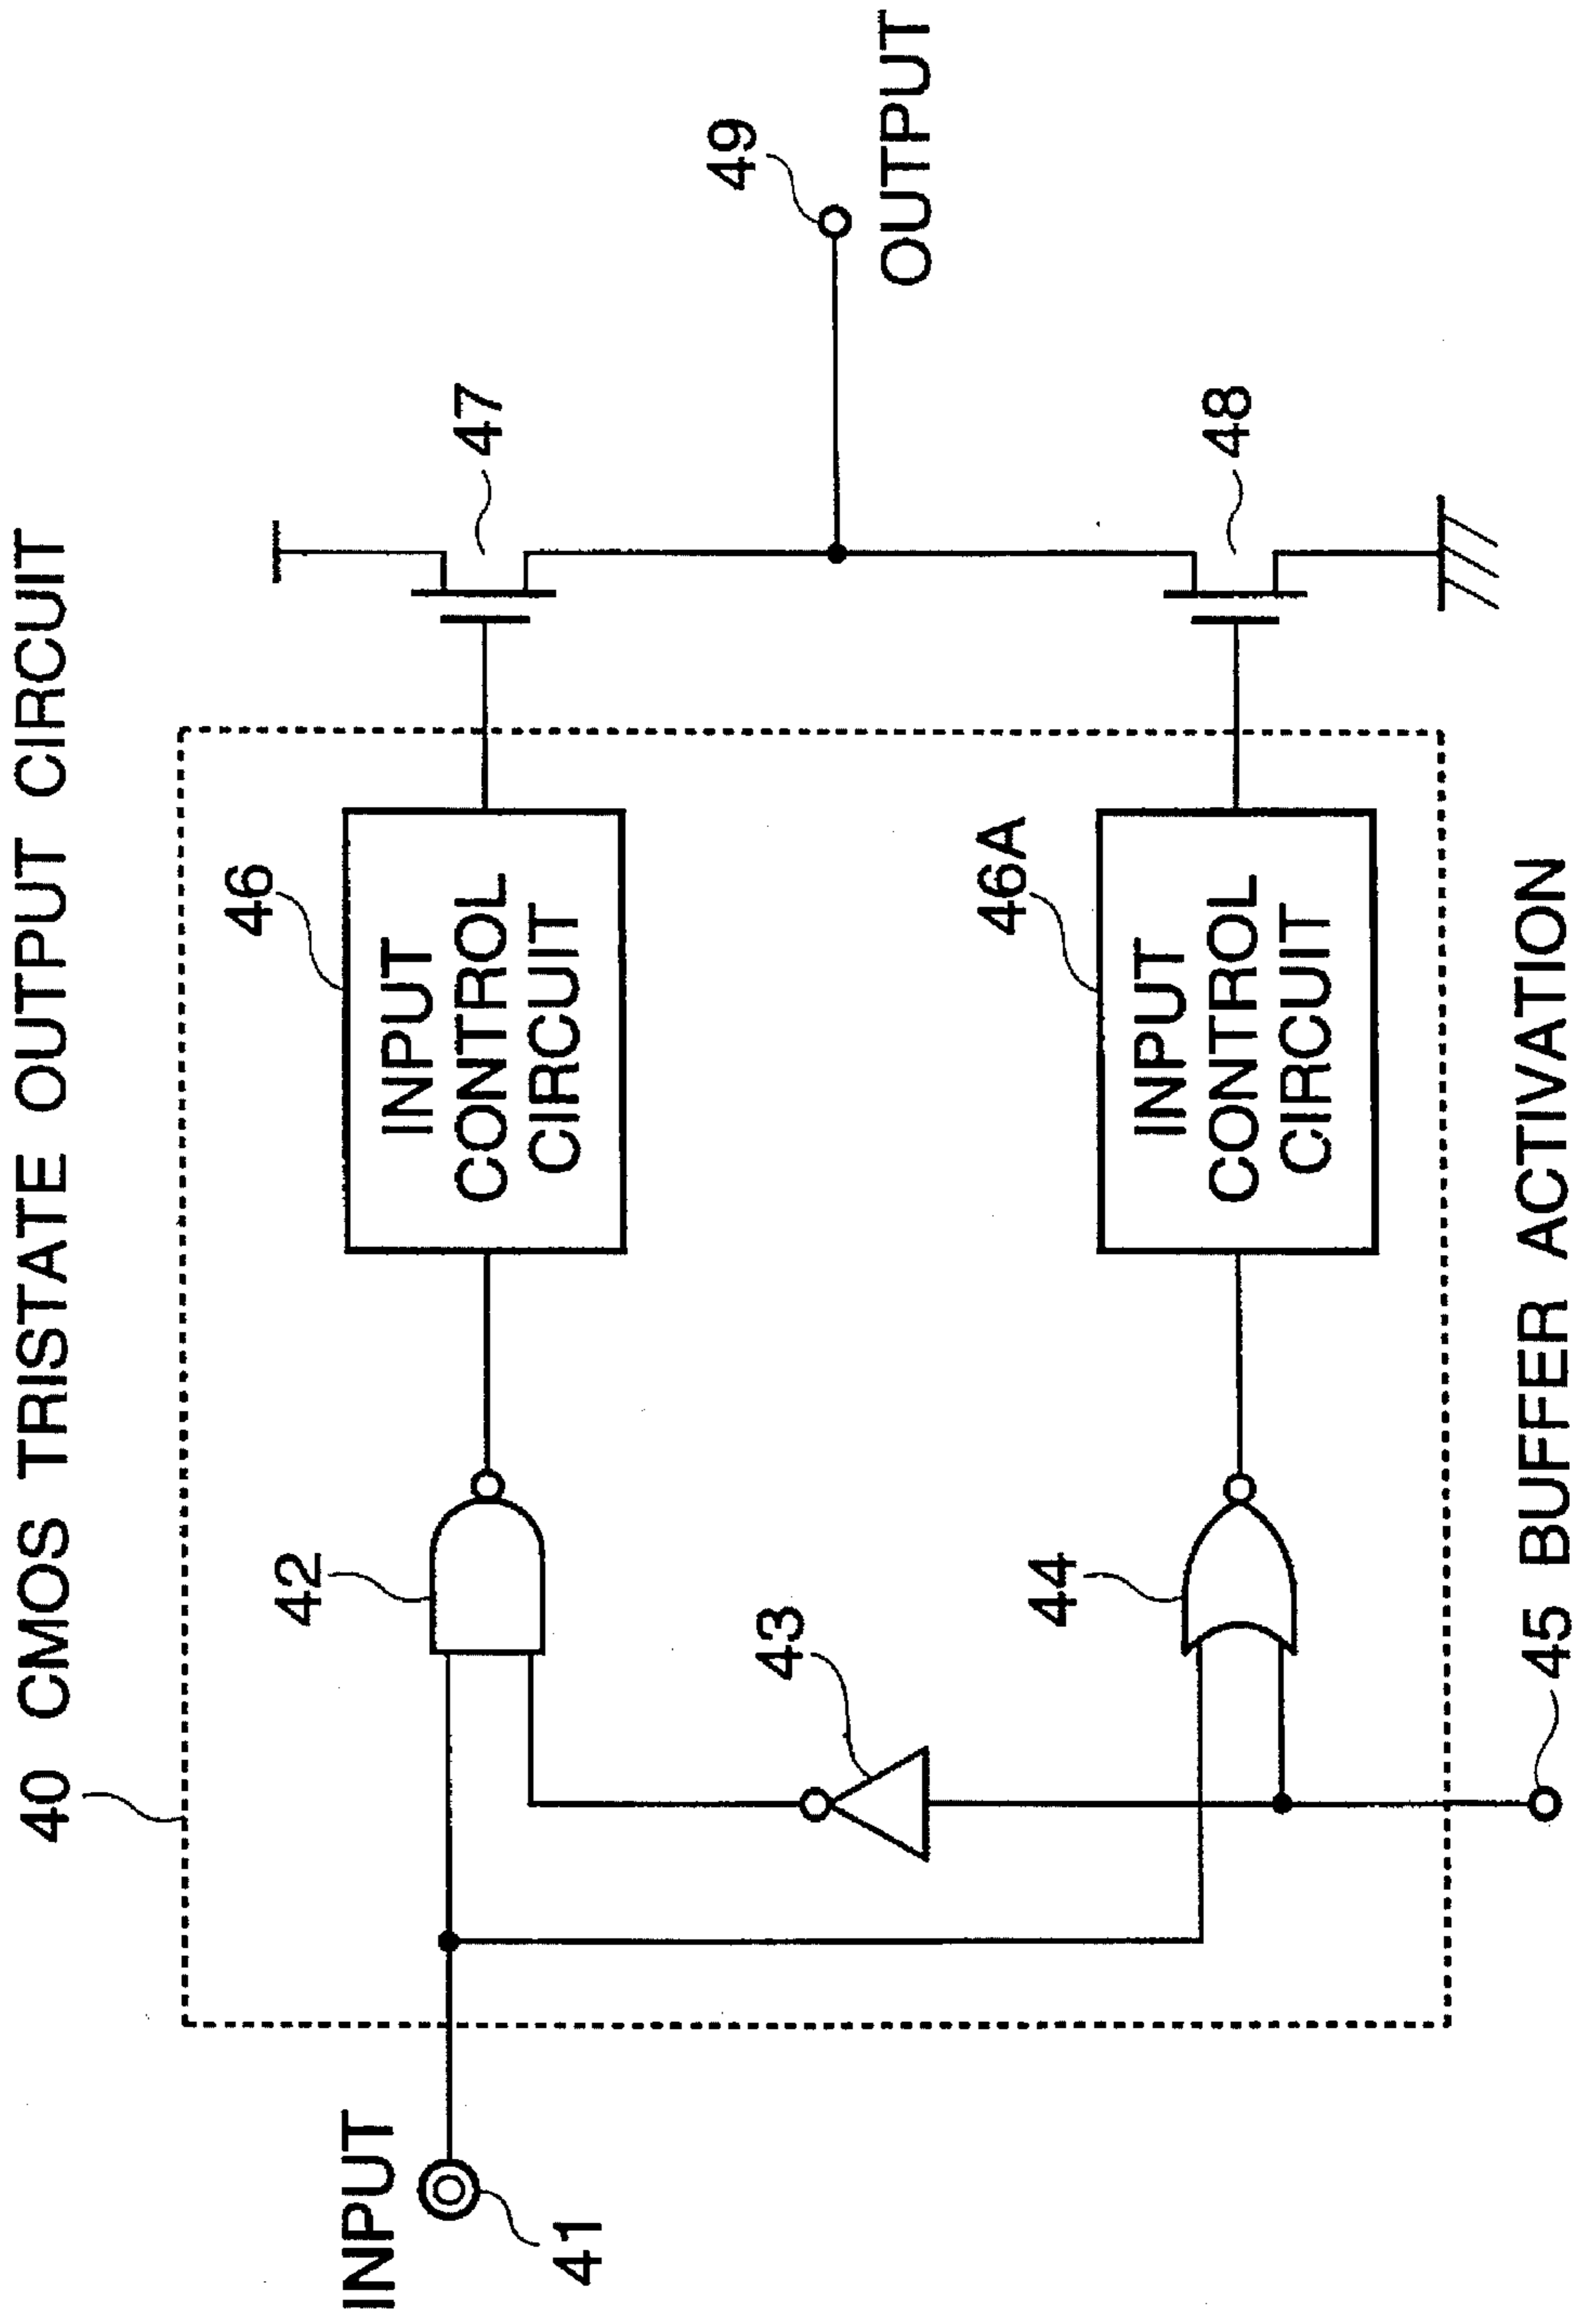 40 CMOS TRISTATE OUTPUT CIRCUIT
INPUT
41
42
46
INPUT
CONTROL
CIRCUIT
47
43
49
OUTPUT
44
46A
INPUT
CONTROL
CIRCUIT
48
45 BUFFER ACTIVATION